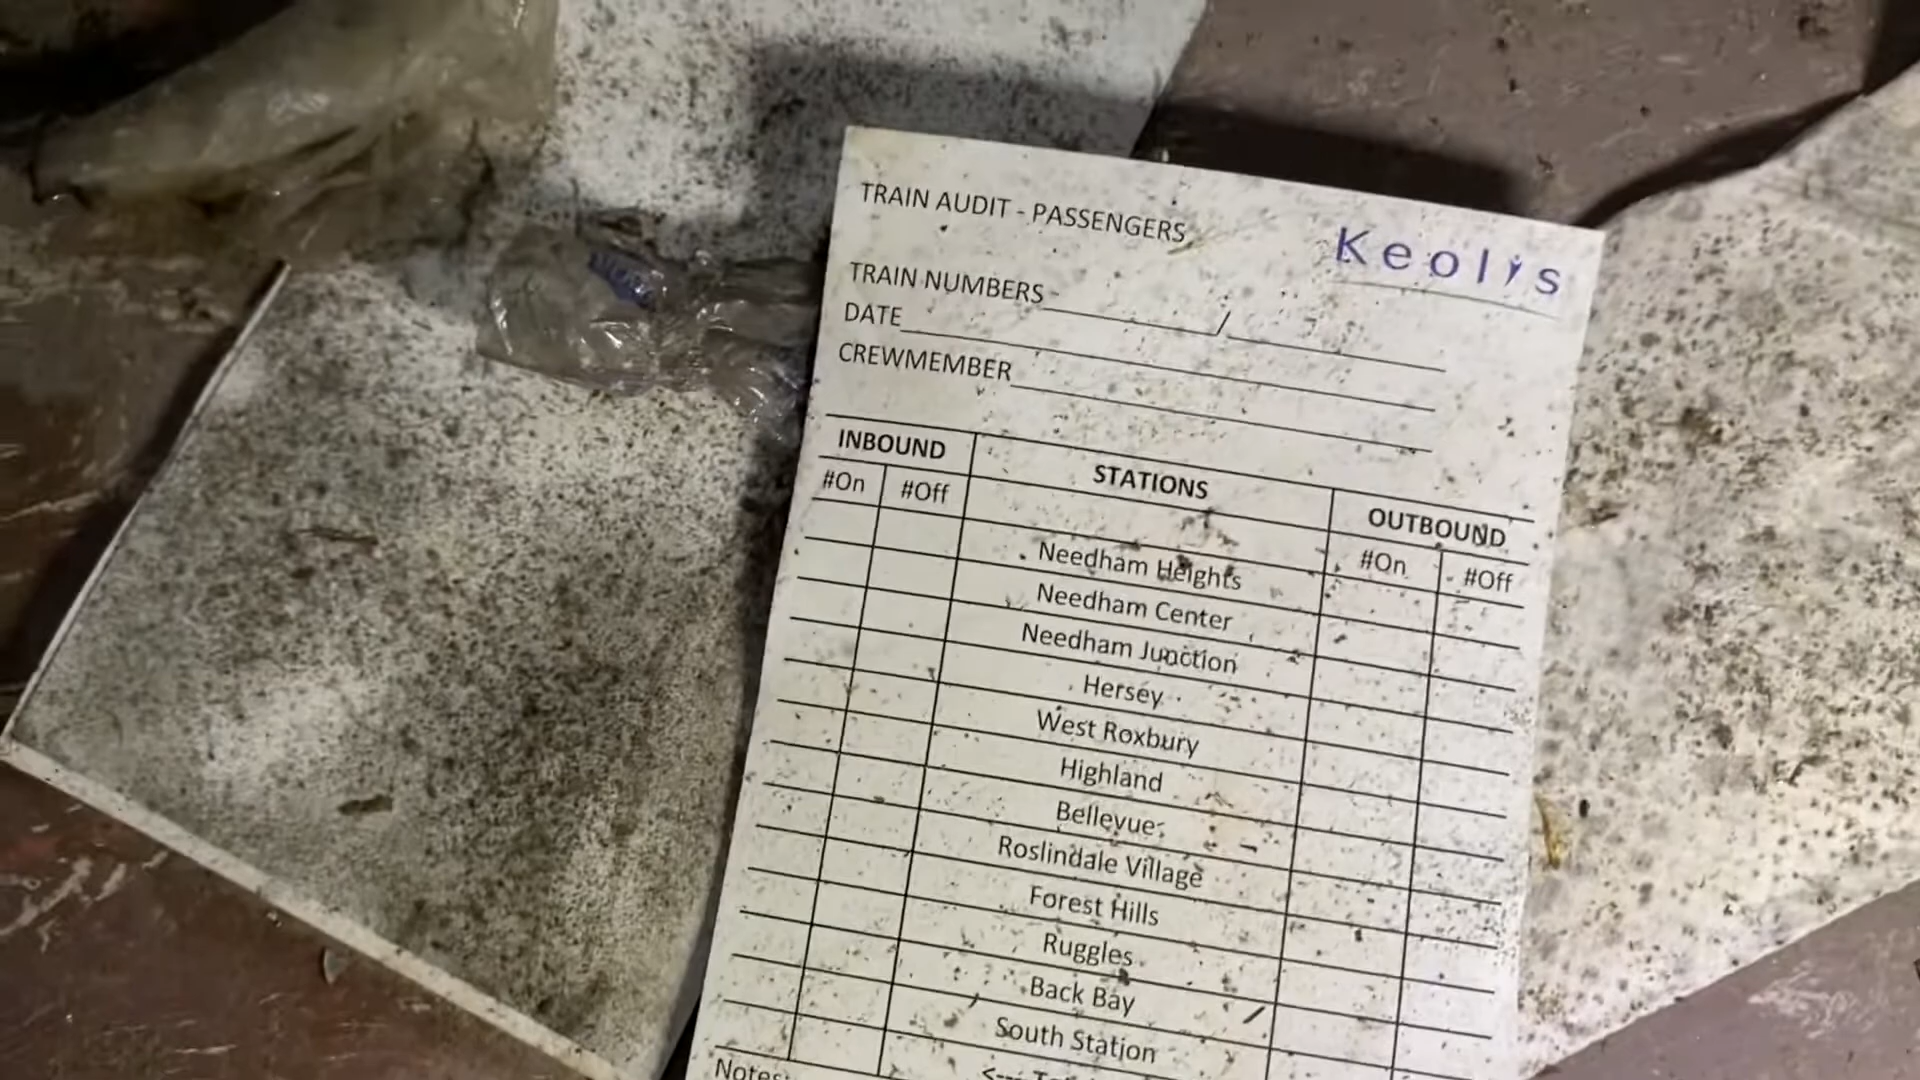 TRAIN AUDIT - PASSENGERS
Keolis
TRAIN NUMBERS - /
DATE
CREWMEMBER
INBOUND STATIONS OUTBOUND
#On #Off #On #Off
Needham Heights
Needham Center
Needham Junction
Hersey
West Roxbury
Highland
Bellevue
Roslindale Village
Forest Hills
Ruggles
Back Bay
South Station
Notes
<---